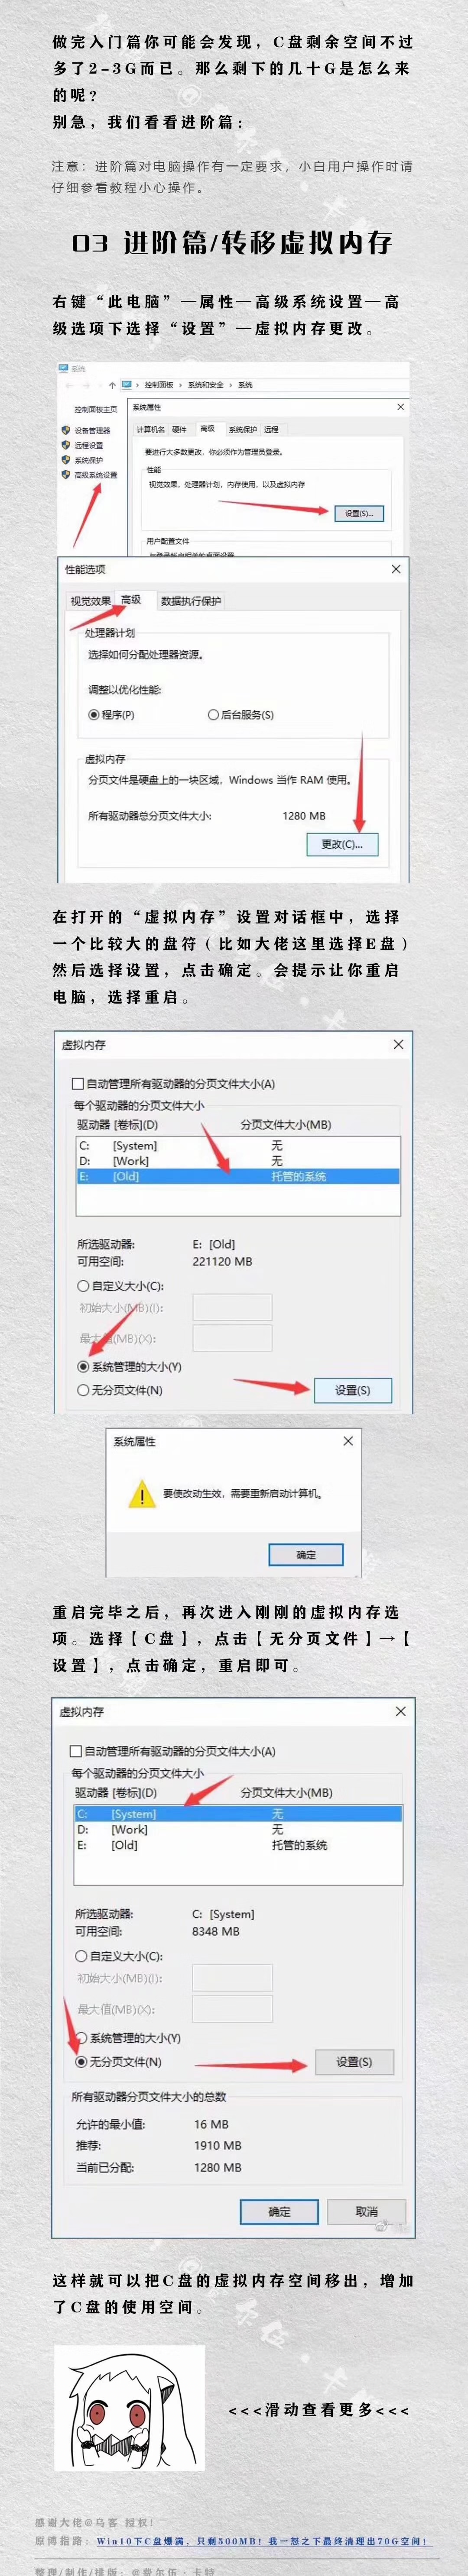 做完入门篇你可能会发现，C盘剩余空间不过
多了2-3G而已。那么剩下的几十G是怎么来
的呢？
别急，我们看看进阶篇：
注意：进阶篇对电脑操作有一定要求，小白用户操作时请
仔细参看教程小心操作。
03 进阶篇/转移虚拟内存
右键“此电脑”—属性—高级系统设置—高
级选项下选择“设置”—虚拟内存更改。
系统
控制面板 › 系统和安全 › 系统
控制面板主页
设备管理器
远程设置
系统保护
高级系统设置
系统属性
计算机名 硬件 高级 系统保护 远程
要进行大多数更改，你必须作为管理员登录。
性能
视觉效果，处理器计划，内存使用，以及虚拟内存
设置(S)...
用户配置文件
与登录帐户相关的桌面设置
性能选项
视觉效果 高级 数据执行保护
处理器计划
选择如何分配处理器资源。
调整以优化性能:
程序(P) 后台服务(S)
虚拟内存
分页文件是硬盘上的一块区域，Windows 当作 RAM 使用。
所有驱动器总分页文件大小: 1280 MB
更改(C)...
在打开的“虚拟内存”设置对话框中，选择
一个比较大的盘符（比如大佬这里选择E盘）
然后选择设置，点击确定。会提示让你重启
电脑，选择重启。
虚拟内存
自动管理所有驱动器的分页文件大小(A)
每个驱动器的分页文件大小
驱动器 [卷标](D) 分页文件大小(MB)
C: [System] 无
D: [Work] 无
E: [Old] 托管的系统
所选驱动器: E: [Old]
可用空间: 221120 MB
自定义大小(C):
初始大小(MB)(I):
最大值(MB)(X):
系统管理的大小(Y)
无分页文件(N) 设置(S)
系统属性
要使改动生效，需要重新启动计算机。
确定
重启完毕之后，再次进入刚刚的虚拟内存选
项。选择【C盘】，点击【无分页文件】→【
设置】，点击确定，重启即可。
虚拟内存
自动管理所有驱动器的分页文件大小(A)
每个驱动器的分页文件大小
驱动器 [卷标](D) 分页文件大小(MB)
C: [System] 无
D: [Work] 无
E: [Old] 托管的系统
所选驱动器: C: [System]
可用空间: 8348 MB
自定义大小(C):
初始大小(MB)(I):
最大值(MB)(X):
系统管理的大小(Y)
无分页文件(N) 设置(S)
所有驱动器分页文件大小的总数
允许的最小值: 16 MB
推荐: 1910 MB
当前已分配: 1280 MB
确定 取消
这样就可以把C盘的虚拟内存空间移出，增加
了C盘的使用空间。
<<<滑动查看更多<<<
感谢大佬@乌客 授权!
原博指路：Win10下C盘爆满，只剩500MB！我一怒之下最终清理出70G空间！
整理/制作/排版：@费尔伍·卡特